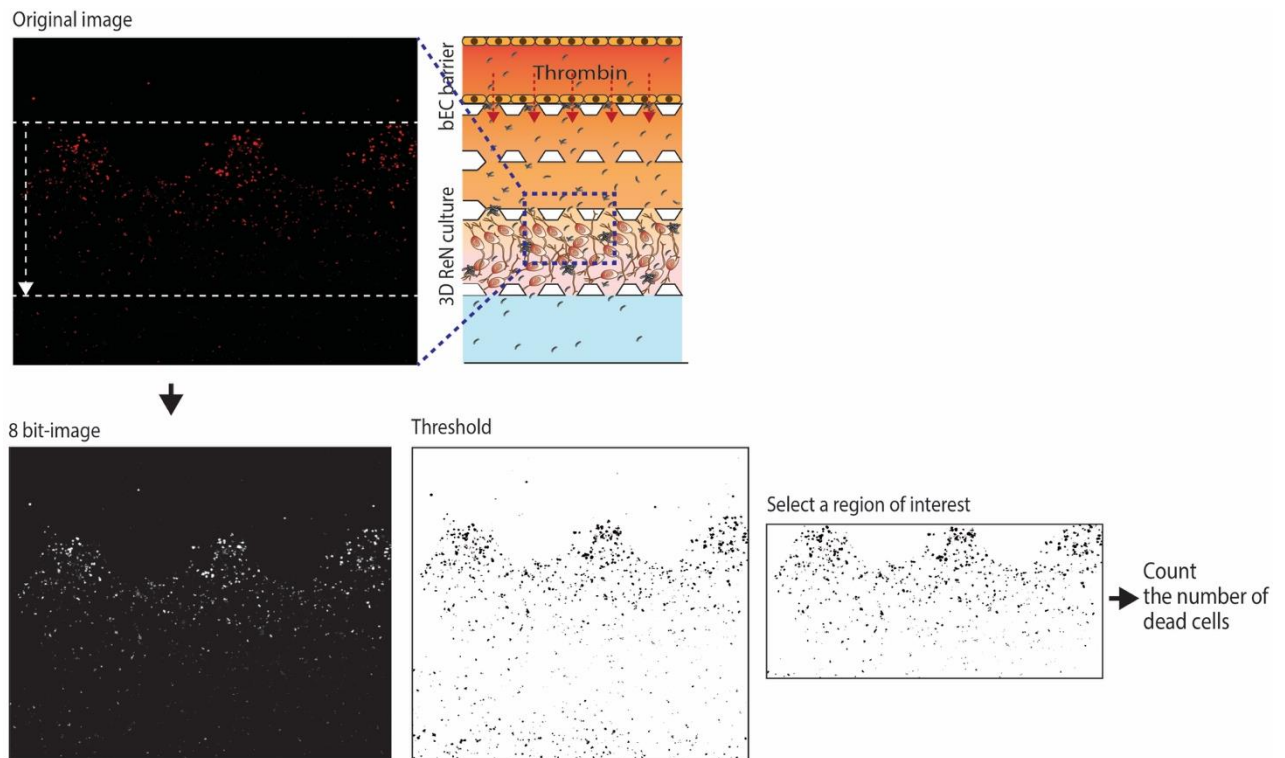 Original image
bEC barrier
Thrombin
3D ReN culture
8 bit-image
Threshold
Select a region of interest
Count
the number of
dead cells